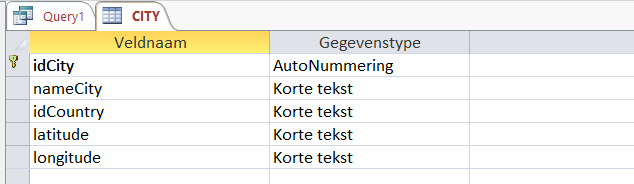 Query1 CITY
Veldnaam Gegevenstype
idCity AutoNummering
nameCity Korte tekst
idCountry Korte tekst
latitude Korte tekst
longitude Korte tekst